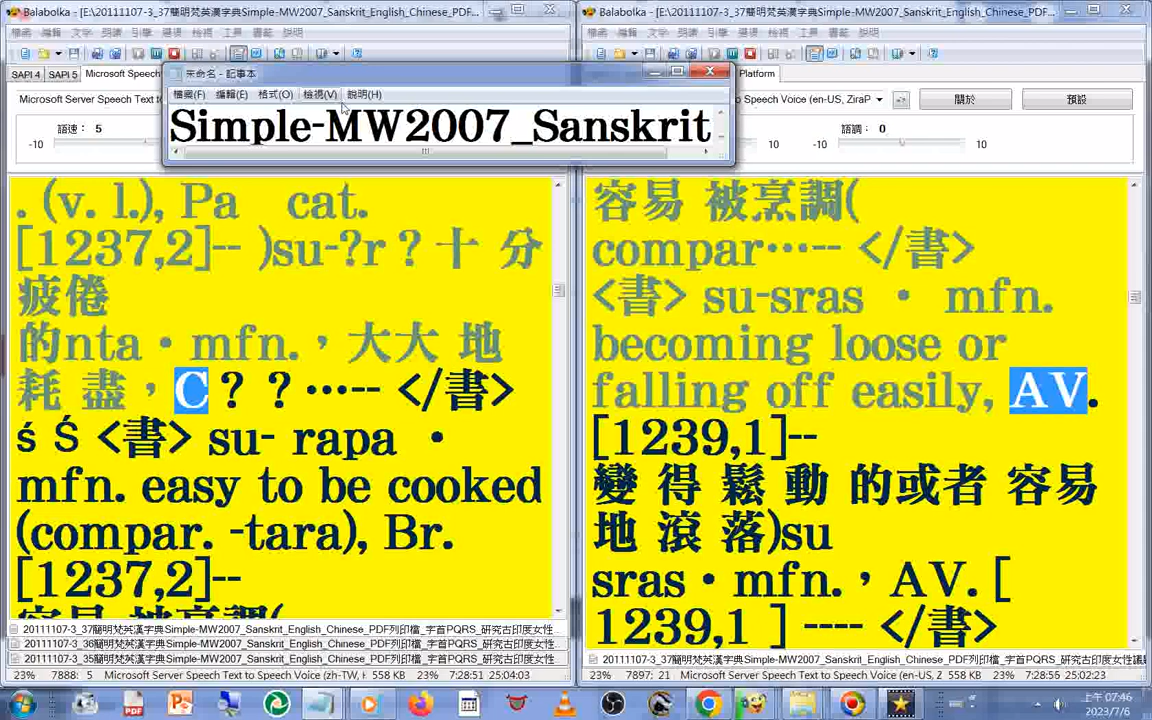 Balabolka - [E:\20111107-3_37簡明梵英漢字典Simple-MW2007_Sanskrit_English_Chinese_PDF...
Balabolka - [E:\20111107-3_37簡明梵英漢字典Simple-MW2007_Sanskrit_English_Chinese_PDF...
未命名 - 記事本
SAPI 4 SAPI 5 Microsoft Speech
Platform
檔案(F) 編輯(E) 格式(O) 檢視(V) 說明(H)
Microsoft Server Speech Text to
Speech Voice (en-US, ZiraP
關於
預設
Simple-MW2007_Sanskrit
語速： 5
語調： 0
-10
10
-10
10
. (v. l.), Pa cat.
[1237,2]-- )su-?r ? 十 分
疲倦
的nta‧mfn.，大大 地
耗 盡，C ? ? …-- </書>
ś Ś <書> su- rapa ‧
mfn. easy to be cooked
(compar. -tara), Br.
[1237,2]--
容易 被烹調(
容易 被烹調(
compar…-- </書>
<書> su-sras ‧ mfn.
becoming loose or
falling off easily, AV.
[1239,1]--
變 得 鬆 動 的或者 容易
地 滾 落)su
sras‧mfn.，AV. [
1239,1 ] ---- </書>
20111107-3_37簡明梵英漢字典Simple-MW2007_Sanskrit_English_Chinese_PDF列印檔_字首PQRS_研究古印度女性...
20111107-3_36簡明梵英漢字典Simple-MW2007_Sanskrit_English_Chinese_PDF列印檔_字首PQRS_研究古印度女性...
20111107-3_35簡明梵英漢字典Simple-MW2007_Sanskrit_English_Chinese_PDF列印檔_字首PQRS_研究古印度女性...
20111107-3_37簡明梵英漢字典Simple-MW2007_Sanskrit_English_Chinese_PDF列印檔_字首PQRS_研究古印度女性
23% 7888: 5 Microsoft Server Speech Text to Speech Voice (zh-TW, 558 KB 7:28:51 25:04:03
23% 7897: 21 Microsoft Server Speech Text to Speech Voice (en-US, Z 558 KB 7:28:55 25:02:23
上午 07:46
2023/7/6